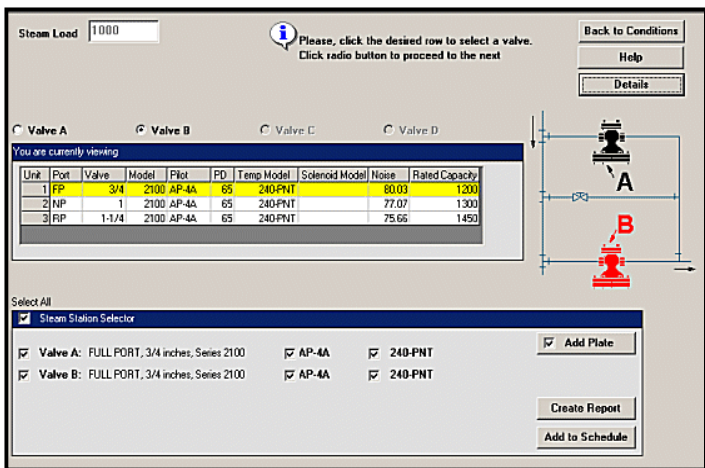 Steam Load 1000
Please, click the desired row to select a valve.
Click radio button to proceed to the next
Back to Conditions
Help
Details
Valve A Valve B Valve C Valve D
You are currently viewing
Unit Port Valve Model Pilot PD Temp Model Solenoid Model Noise Rated Capacity
1 FP 3/4 2100 AP-4A 65 240-PNT 80.03 1200
2 NP 1 2100 AP-4A 65 240-PNT 77.07 1300
3 RP 1-1/4 2100 AP-4A 65 240-PNT 75.66 1450
A
B
Select All
Steam Station Selector
Valve A: FULL PORT, 3/4 inches, Series 2100 AP-4A 240-PNT
Valve B: FULL PORT, 3/4 inches, Series 2100 AP-4A 240-PNT
Add Plate
Create Report
Add to Schedule